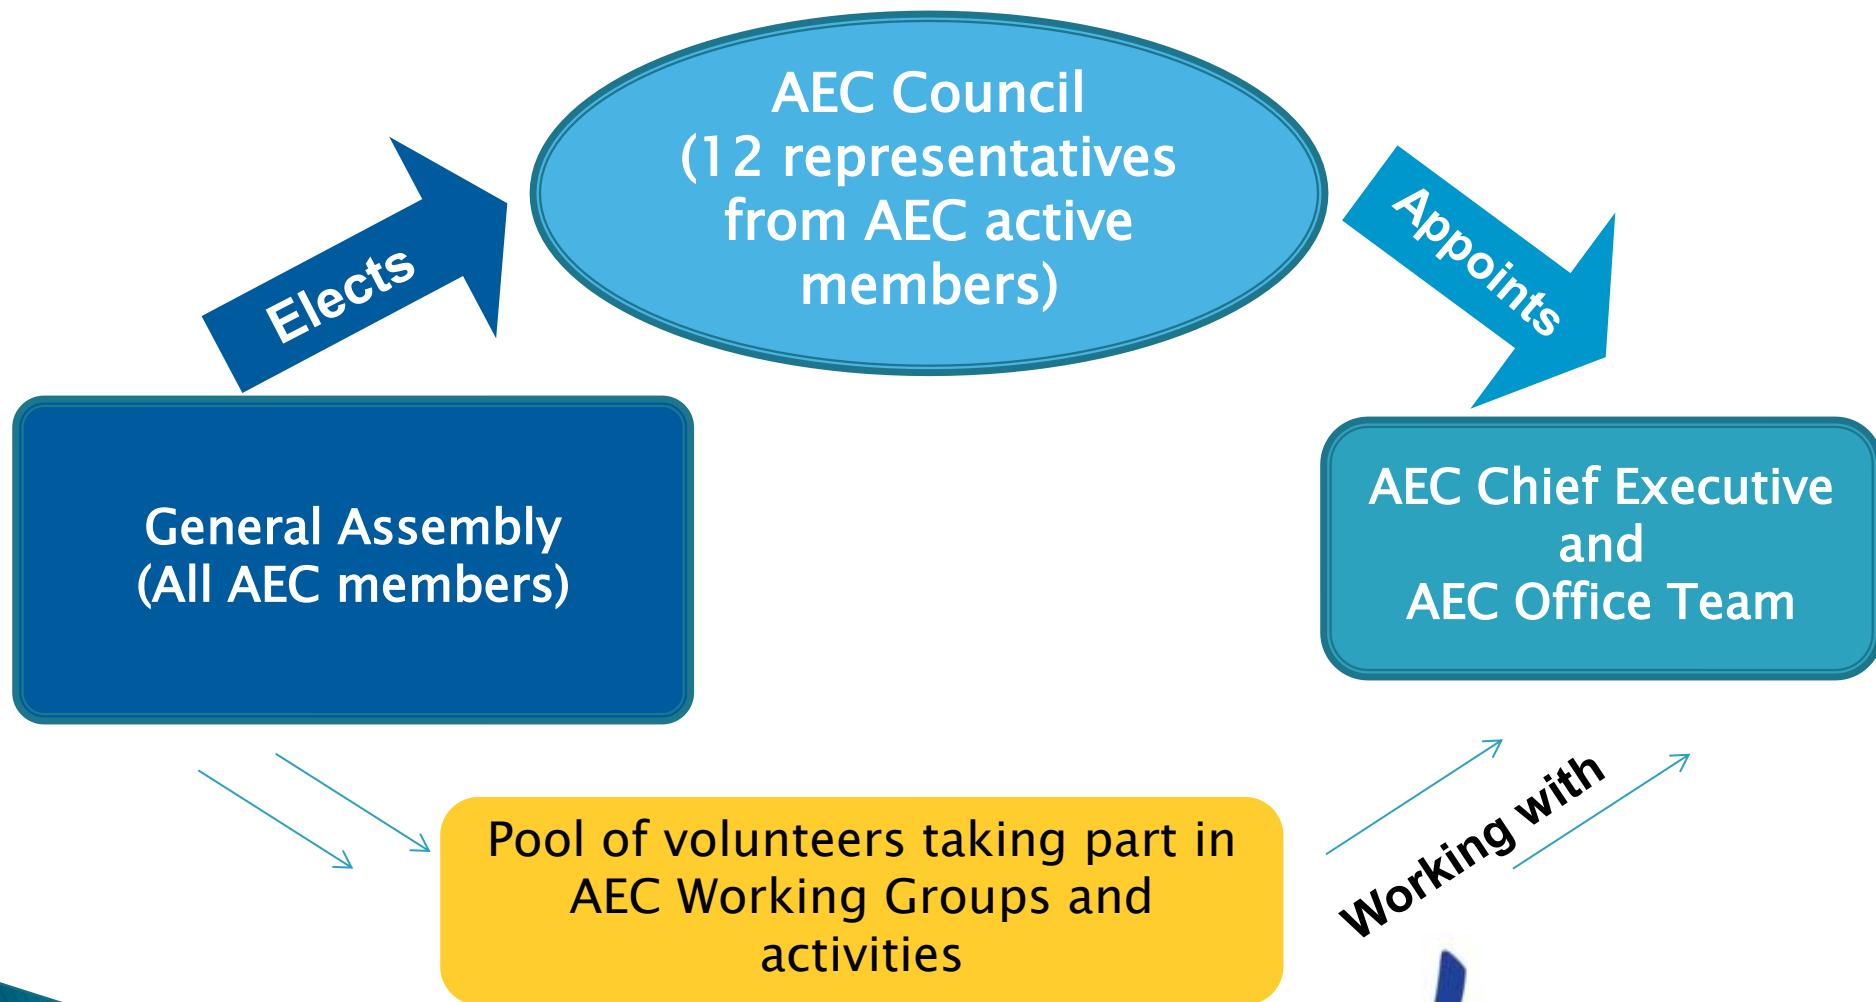 AEC Council
(12 representatives
from AEC active
members)
Elects
Appoints
General Assembly
(All AEC members)
AEC Chief Executive
and
AEC Office Team
Pool of volunteers taking part in
AEC Working Groups and
activities
Working with